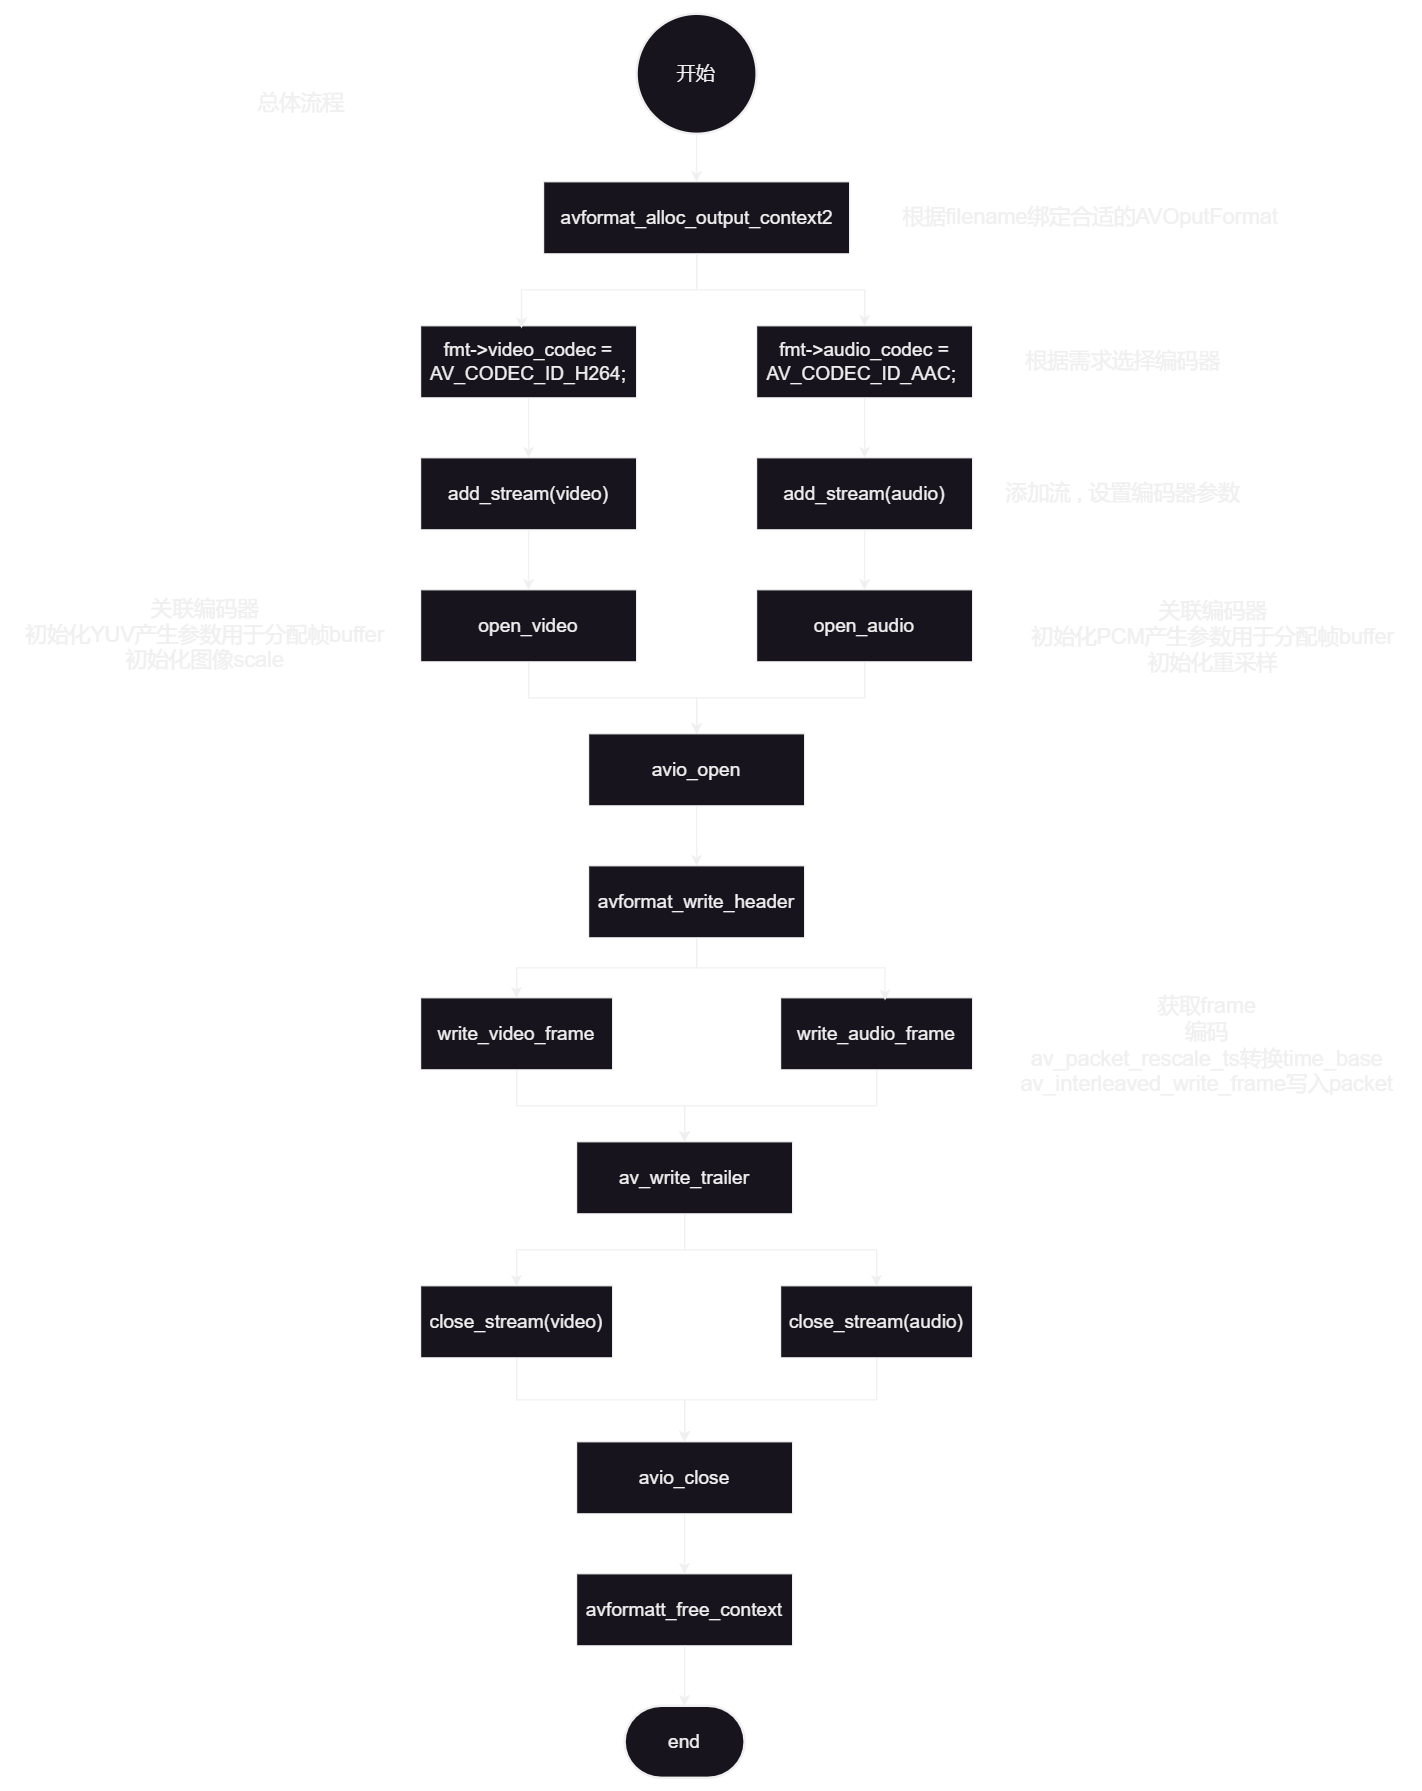 开始
总体流程
avformat_alloc_output_context2
根据filename绑定合适的AVOputFormat
fmt->video_codec =
AV_CODEC_ID_H264;
fmt->audio_codec =
AV_CODEC_ID_AAC;
根据需求选择编码器
add_stream(video)
add_stream(audio)
添加流，设置编码器参数
关联编码器
初始化YUV产生参数用于分配帧buffer
初始化图像scale
open_video
open_audio
关联编码器
初始化PCM产生参数用于分配帧buffer
初始化重采样
avio_open
avformat_write_header
write_video_frame
write_audio_frame
获取frame
编码
av_packet_rescale_ts转换time_base
av_interleaved_write_frame写入packet
av_write_trailer
close_stream(video)
close_stream(audio)
avio_close
avformatt_free_context
end